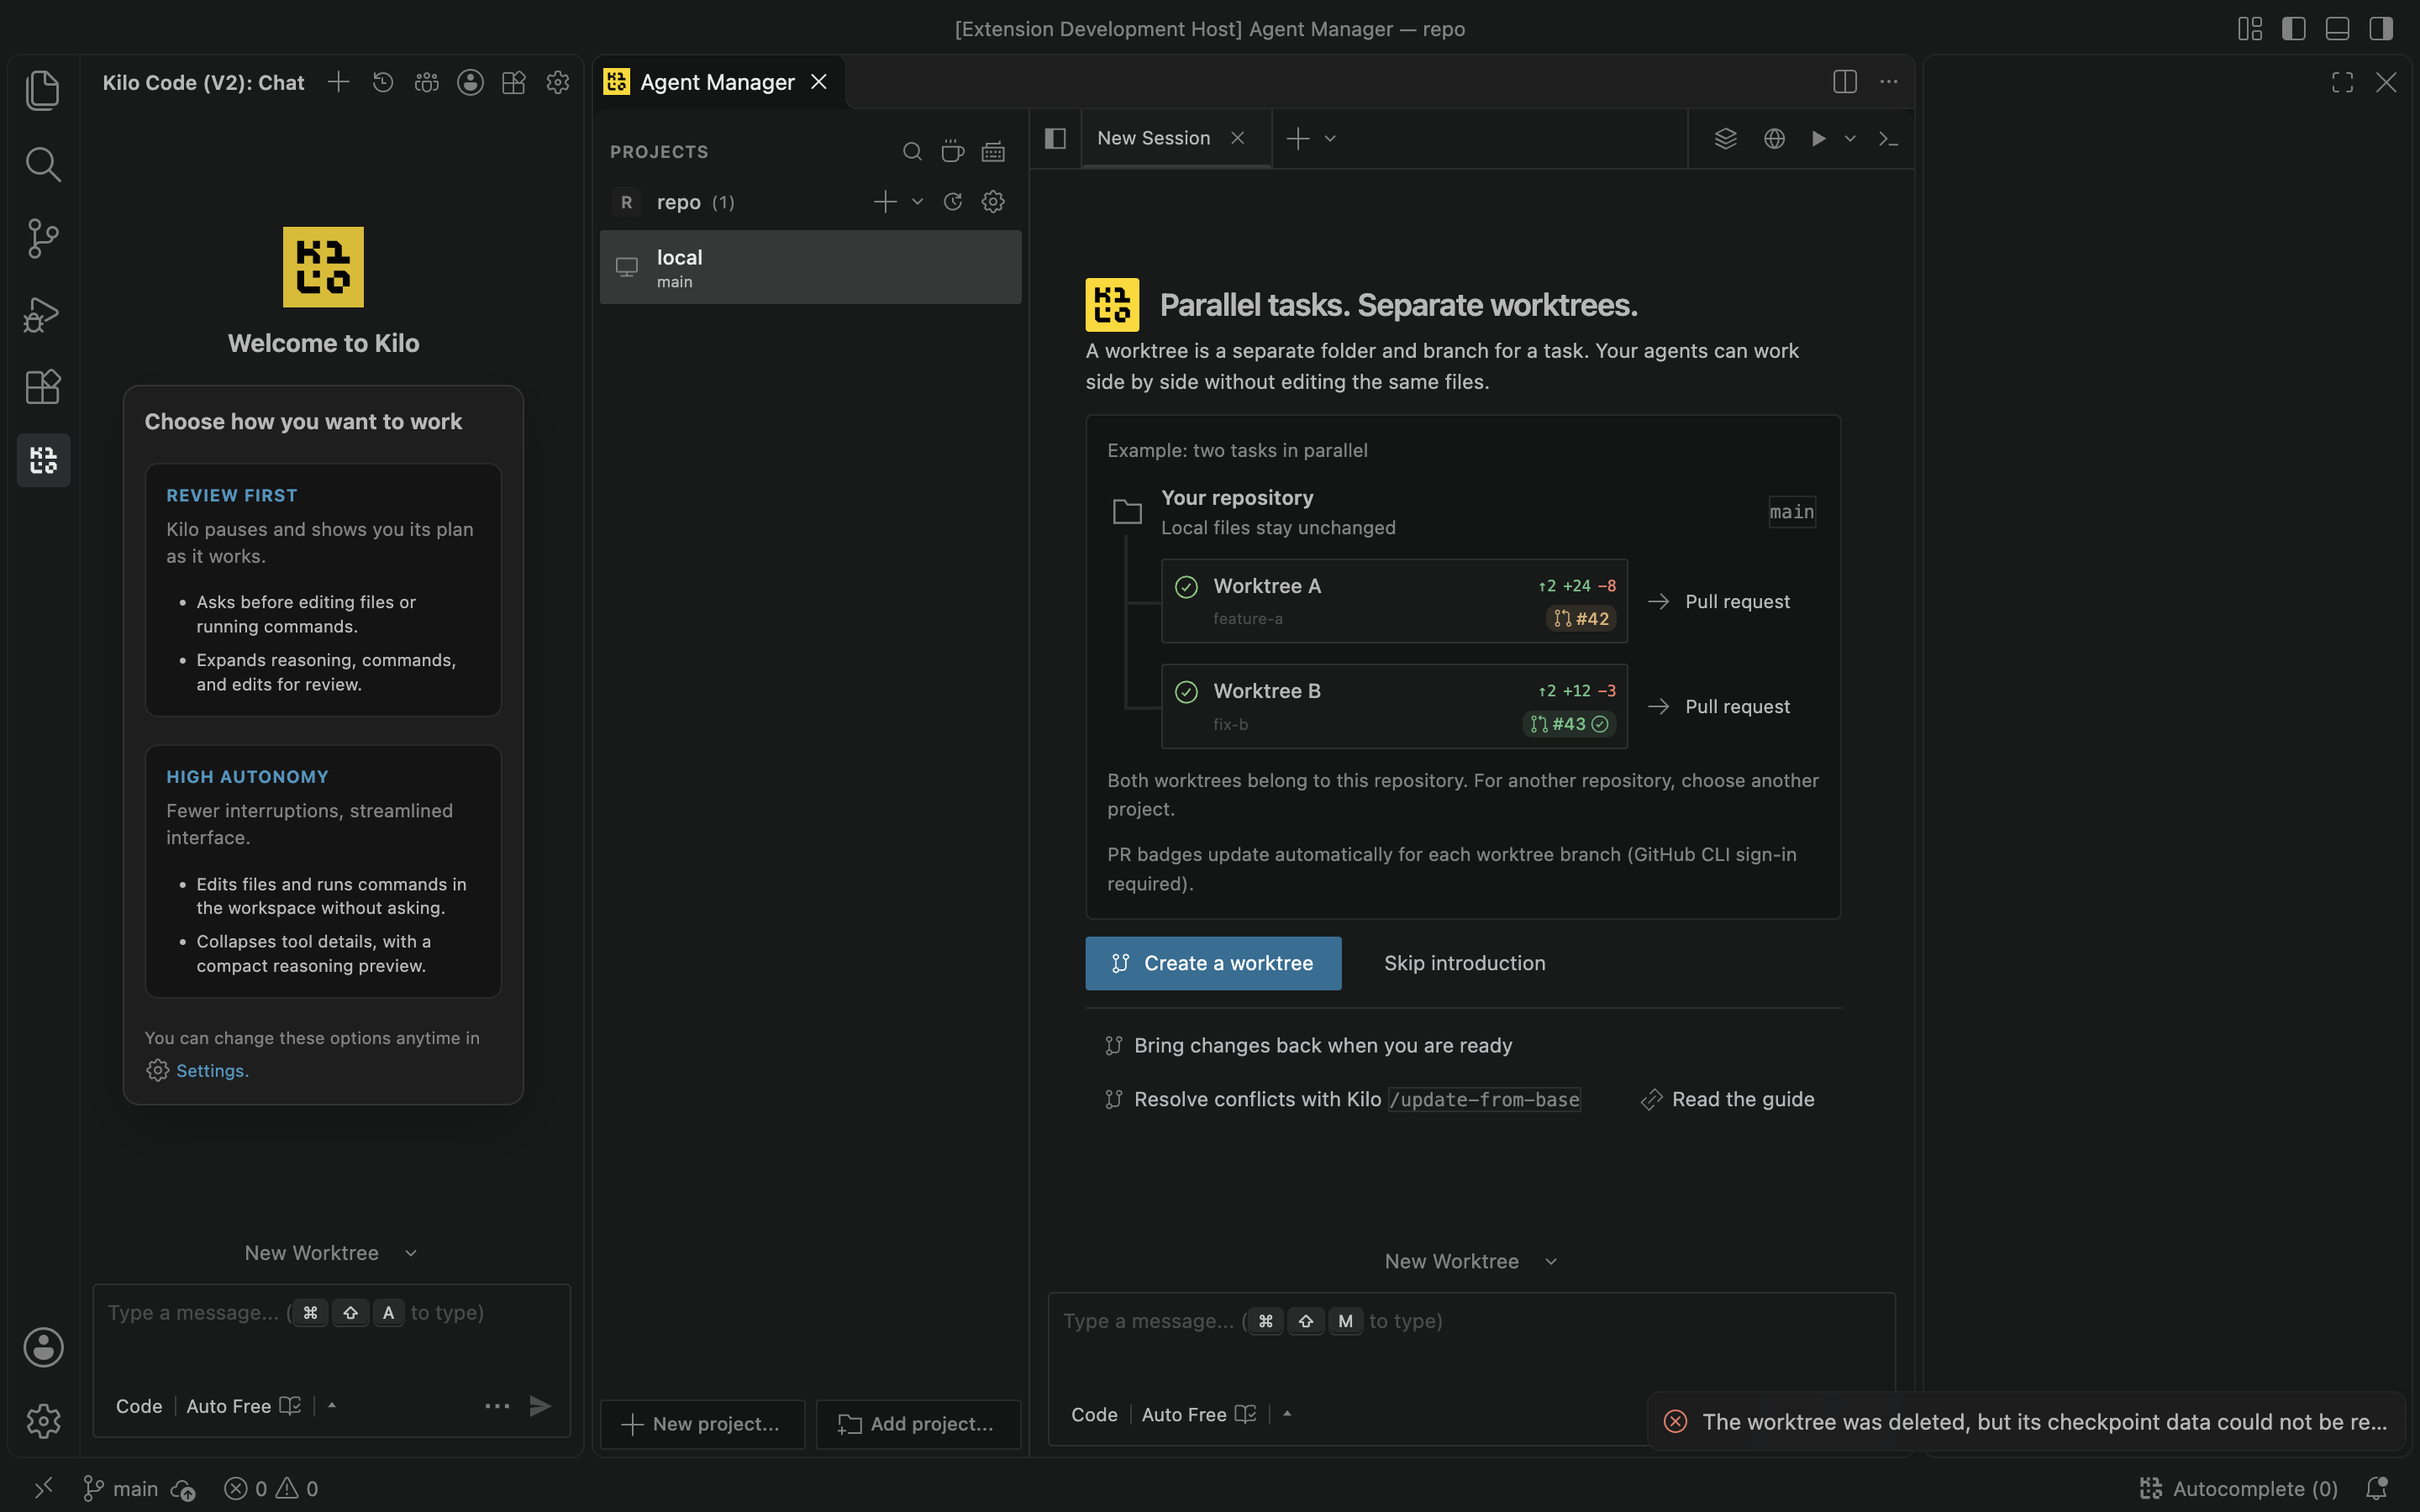 [Extension Development Host] Agent Manager — repo
Kilo Code (V2): Chat
Welcome to Kilo
Choose how you want to work
REVIEW FIRST
Kilo pauses and shows you its plan
as it works.
• Asks before editing files or
running commands.
• Expands reasoning, commands,
and edits for review.
HIGH AUTONOMY
Fewer interruptions, streamlined
interface.
• Edits files and runs commands in
the workspace without asking.
• Collapses tool details, with a
compact reasoning preview.
You can change these options anytime in
Settings.
New Worktree
Type a message... (⌘ ⇧ A to type)
Code Auto Free
Agent Manager
PROJECTS
R repo (1)
local
main
New project...
Add project...
New Session
Parallel tasks. Separate worktrees.
A worktree is a separate folder and branch for a task. Your agents can work
side by side without editing the same files.
Example: two tasks in parallel
Your repository
Local files stay unchanged
main
Worktree A ↑2 +24 −8
feature-a #42
→ Pull request
Worktree B ↑2 +12 −3
fix-b #43
→ Pull request
Both worktrees belong to this repository. For another repository, choose another
project.
PR badges update automatically for each worktree branch (GitHub CLI sign-in
required).
Create a worktree
Skip introduction
Bring changes back when you are ready
Resolve conflicts with Kilo /update-from-base
Read the guide
New Worktree
Type a message... (⌘ ⇧ M to type)
Code Auto Free
The worktree was deleted, but its checkpoint data could not be re...
main
0 0
Autocomplete (0)